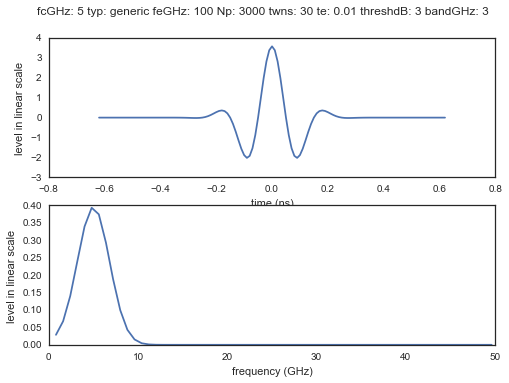 fcGHz: 5 typ: generic feGHz: 100 Np: 3000 twns: 30 te: 0.01 threshdB: 3 bandGHz: 3
4
3
2
1
0
−1
−2
−3
level in linear scale
−0.8 −0.6 −0.4 −0.2 0.0 0.2 0.4 0.6 0.8
time (ns)
0.40
0.35
0.30
0.25
0.20
0.15
0.10
0.05
0.00
level in linear scale
0 10 20 30 40 50
frequency (GHz)